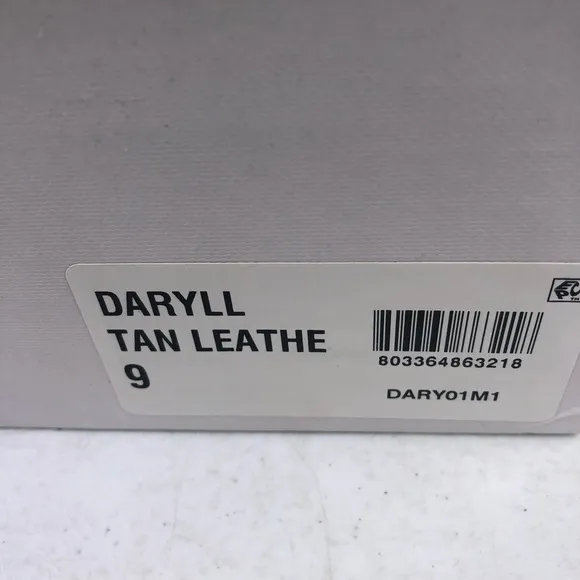 DARYLL
TAN LEATHE
9
803364863218
DARY01M1